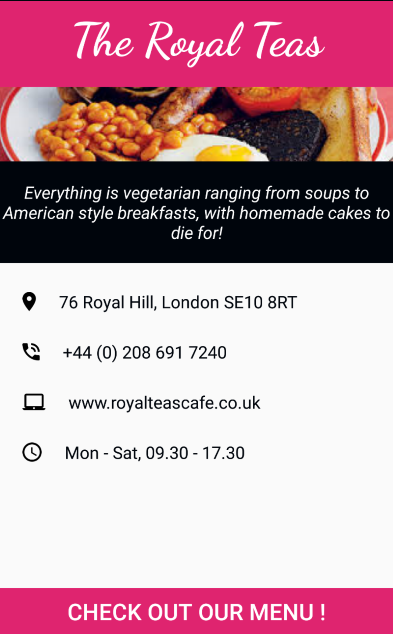 The Royal Teas
Everything is vegetarian ranging from soups to
American style breakfasts, with homemade cakes to
die for!
76 Royal Hill, London SE10 8RT
+44 (0) 208 691 7240
www.royalteascafe.co.uk
Mon - Sat, 09.30 - 17.30
CHECK OUT OUR MENU !